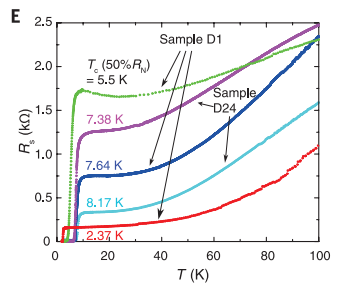 E
2.5
2.0
1.5
1.0
0.5
0.0
R_s (kΩ)
Sample D1
T_c (50%R_N)
= 5.5 K
Sample
D24
7.38 K
7.64 K
8.17 K
2.37 K
0 20 40 60 80 100
T (K)